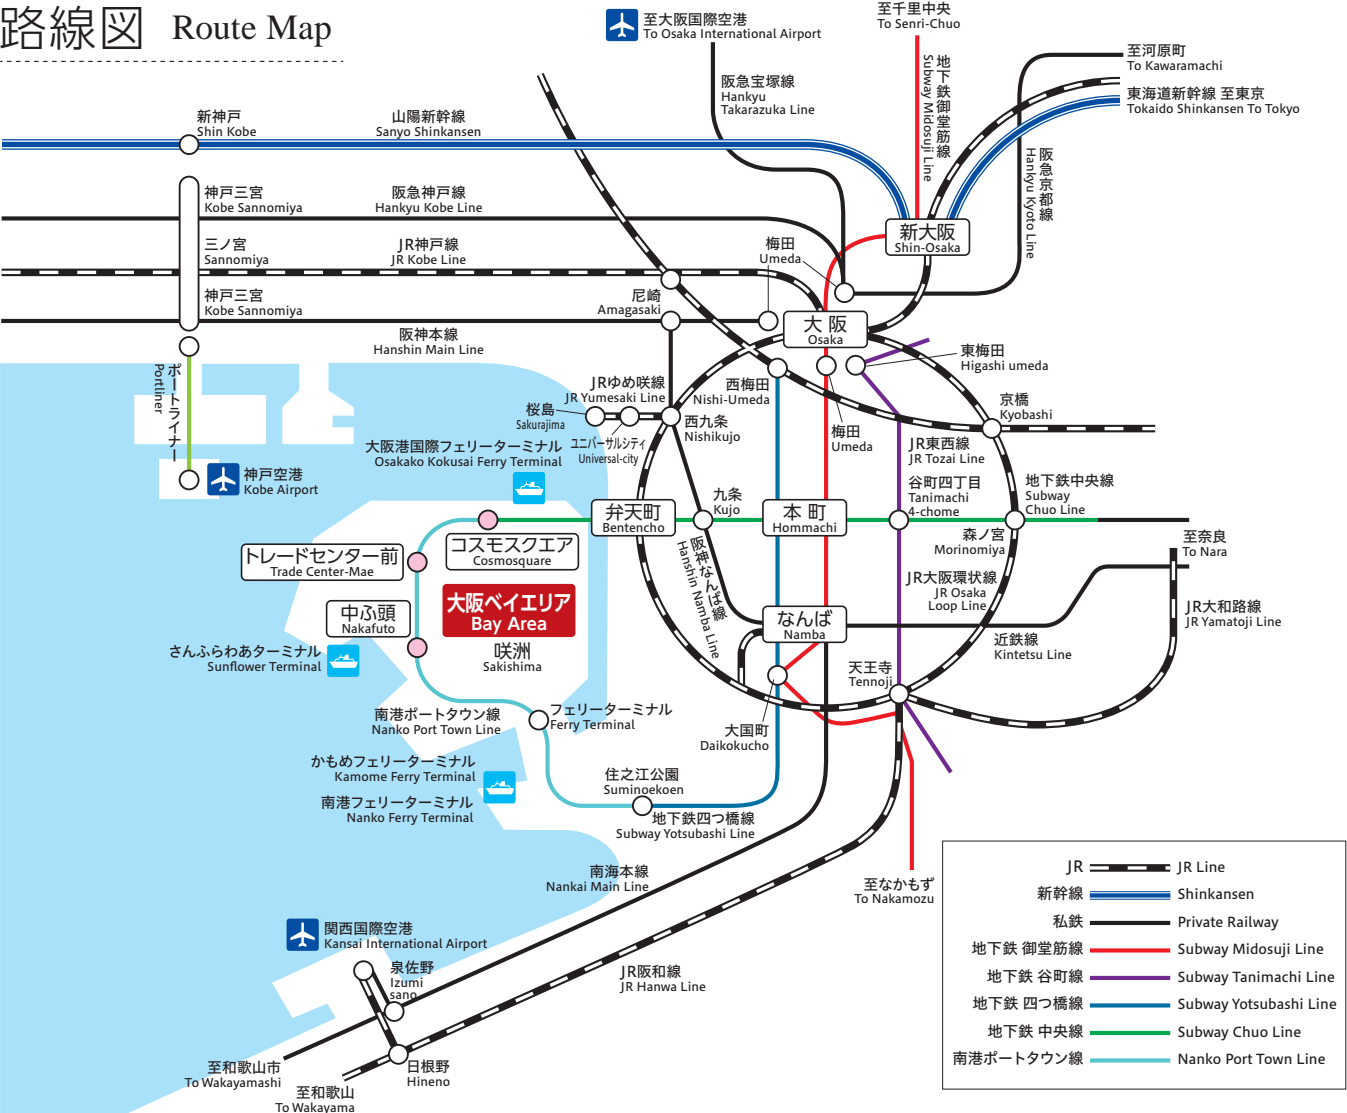 路線図 Route Map
至大阪国際空港
To Osaka International Airport
至千里中央
To Senri-Chuo
至河原町
To Kawaramachi
東海道新幹線 至東京
Tokaido Shinkansen To Tokyo
阪急宝塚線
Hankyu
Takarazuka Line
地下鉄御堂筋線
Subway Midosuji Line
阪急京都線
Hankyu Kyoto Line
新神戸
Shin Kobe
山陽新幹線
Sanyo Shinkansen
神戸三宮
Kobe Sannomiya
阪急神戸線
Hankyu Kobe Line
新大阪
Shin-Osaka
三ノ宮
Sannomiya
JR神戸線
JR Kobe Line
梅田
Umeda
神戸三宮
Kobe Sannomiya
尼崎
Amagasaki
阪神本線
Hanshin Main Line
大阪
Osaka
東梅田
Higashi umeda
ポートライナー
Portliner
JRゆめ咲線
JR Yumesaki Line
西梅田
Nishi-Umeda
京橋
Kyobashi
桜島
Sakurajima
ユニバーサルシティ
Universal-city
西九条
Nishikujo
梅田
Umeda
JR東西線
JR Tozai Line
大阪港国際フェリーターミナル
Osakako Kokusai Ferry Terminal
神戸空港
Kobe Airport
谷町四丁目
Tanimachi
4-chome
地下鉄中央線
Subway
Chuo Line
弁天町
Bentencho
九条
Kujo
本町
Hommachi
森ノ宮
Morinomiya
至奈良
To Nara
コスモスクエア
Cosmosquare
トレードセンター前
Trade Center-Mae
阪神なんば線
Hanshin Namba Line
JR大阪環状線
JR Osaka
Loop Line
大阪ベイエリア
Bay Area
中ふ頭
Nakafuto
なんば
Namba
JR大和路線
JR Yamatoji Line
咲洲
Sakishima
近鉄線
Kintetsu Line
さんふらわあターミナル
Sunflower Terminal
天王寺
Tennoji
南港ポートタウン線
Nanko Port Town Line
フェリーターミナル
Ferry Terminal
大国町
Daikokucho
かもめフェリーターミナル
Kamome Ferry Terminal
南港フェリーターミナル
Nanko Ferry Terminal
住之江公園
Suminoekoen
地下鉄四つ橋線
Subway Yotsubashi Line
南海本線
Nankai Main Line
至なかもず
To Nakamozu
関西国際空港
Kansai International Airport
泉佐野
Izumi
sano
JR阪和線
JR Hanwa Line
日根野
Hineno
至和歌山市
To Wakayamashi
至和歌山
To Wakayama
JR JR Line
新幹線 Shinkansen
私鉄 Private Railway
地下鉄 御堂筋線 Subway Midosuji Line
地下鉄 谷町線 Subway Tanimachi Line
地下鉄 四つ橋線 Subway Yotsubashi Line
地下鉄 中央線 Subway Chuo Line
南港ポートタウン線 Nanko Port Town Line